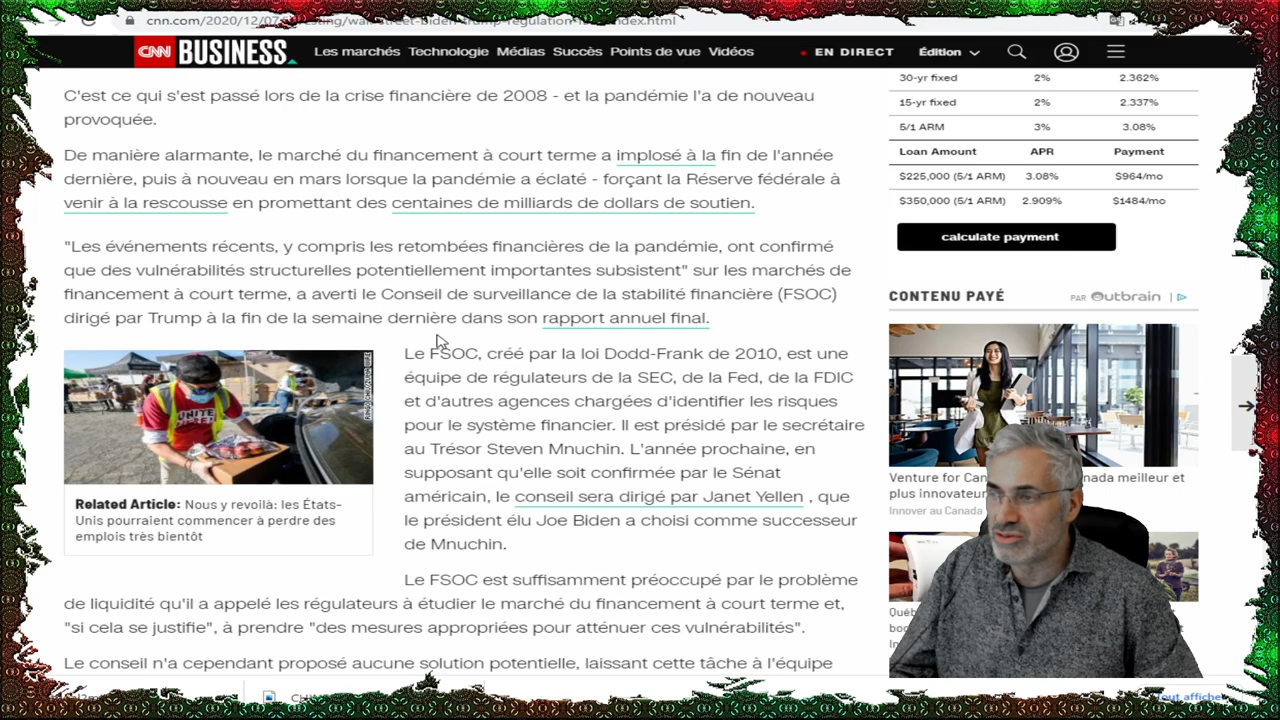 cnn.com/2020/12/07
index.html
CNN BUSINESS
Les marchés Technologie Médias Succès Points de vue Vidéos
EN DIRECT Édition
C'est ce qui s'est passé lors de la crise financière de 2008 - et la pandémie l'a de nouveau
provoquée.
De manière alarmante, le marché du financement à court terme a implosé à la fin de l'année
dernière, puis à nouveau en mars lorsque la pandémie a éclaté - forçant la Réserve fédérale à
venir à la rescousse en promettant des centaines de milliards de dollars de soutien.
"Les événements récents, y compris les retombées financières de la pandémie, ont confirmé
que des vulnérabilités structurelles potentiellement importantes subsistent" sur les marchés de
financement à court terme, a averti le Conseil de surveillance de la stabilité financière (FSOC)
dirigé par Trump à la fin de la semaine dernière dans son rapport annuel final.
Le FSOC, créé par la loi Dodd-Frank de 2010, est une
équipe de régulateurs de la SEC, de la Fed, de la FDIC
et d'autres agences chargées d'identifier les risques
pour le système financier. Il est présidé par le secrétaire
au Trésor Steven Mnuchin. L'année prochaine, en
supposant qu'elle soit confirmée par le Sénat
américain, le conseil sera dirigé par Janet Yellen , que
le président élu Joe Biden a choisi comme successeur
de Mnuchin.
Related Article: Nous y revoilà: les États-
Unis pourraient commencer à perdre des
emplois très bientôt
Le FSOC est suffisamment préoccupé par le problème
de liquidité qu'il a appelé les régulateurs à étudier le marché du financement à court terme et,
"si cela se justifie", à prendre "des mesures appropriées pour atténuer ces vulnérabilités".
Le conseil n'a cependant proposé aucune solution potentielle, laissant cette tâche à l'équipe
30-yr fixed 2% 2.362%
15-yr fixed 2% 2.337%
5/1 ARM 3% 3.08%
Loan Amount APR Payment
$225,000 (5/1 ARM) 3.08% $964/mo
$350,000 (5/1 ARM) 2.909% $1484/mo
calculate payment
CONTENU PAYÉ PAR Outbrain
Venture for Can nada meilleur et
plus innovateur
Innover au Canada
Québ
boo
In
Tout affiche